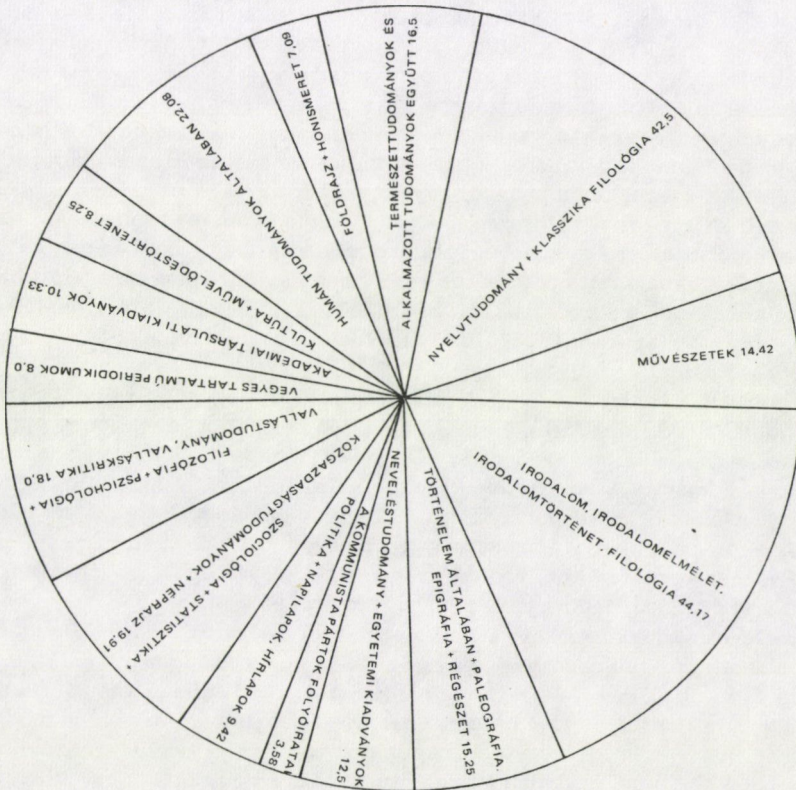 TERMÉSZETTUDOMÁNYOK ÉS
ALKALMAZOTT TUDOMÁNYOK EGYÜTT 16,5
NYELVTUDOMÁNY + KLASSZIKA FILOLÓGIA 42,5
MŰVÉSZETEK 14,42
IRODALOM, IRODALOMELMÉLET.
IRODALOMTÖRTÉNET. FILOLÓGIA 44,17
TÖRTÉNELEM ÁLTALÁBAN + PALEOGRÁFIA.
EPIGRÁFIA + RÉGÉSZET 15,25
NEVELÉSTUDOMÁNY + EGYETEMI KIADVÁNYOK
12,5
A KOMMUNISTA PÁRTOK FOLYÓIRATAI
3,58
POLITIKA + NAPILAPOK, HÍRLAPOK 9,42
SZOCIOLÓGIA + STATISZTIKA +
KÖZGAZDASÁGTUDOMÁNYOK + NÉPRAJZ 19,91
FILOZÓFIA + PSZICHOLÓGIA +
VALLÁSTUDOMÁNY, VALLÁSKRITIKA 18,0
VEGYES TARTALMÚ PERIODIKUMOK 8,0
AKADÉMIAI TÁRSULATI KIADVÁNYOK 10.33
KULTÚRA + MŰVELŐDÉSTÖRTÉNET 8,25
HUMÁN TUDOMÁNYOK ÁLTALÁBAN 22,08
FÖLDRAJZ + HONISMERET 7,09